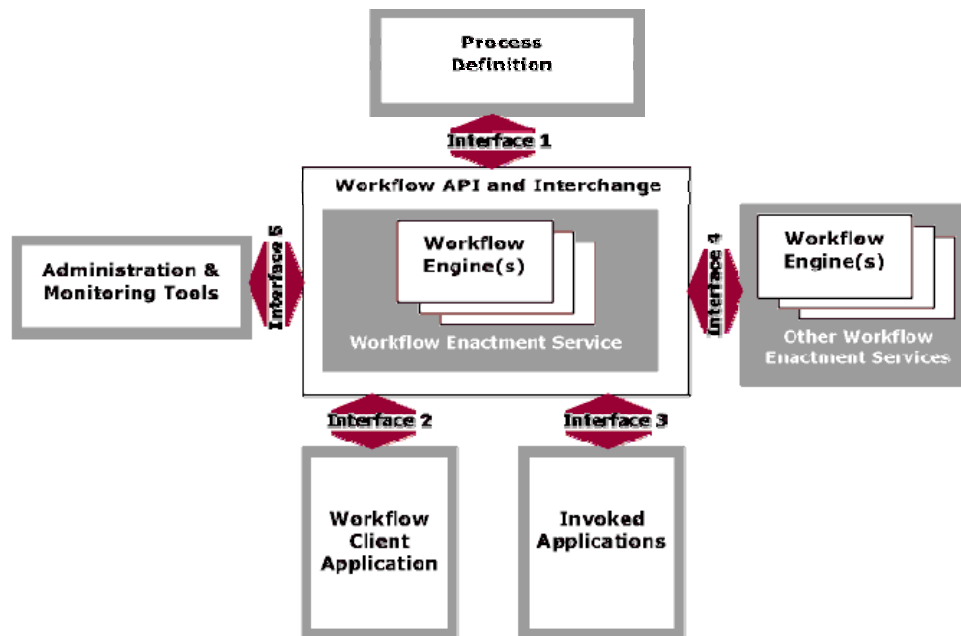 Process
Definition
Interface 1
Workflow API and Interchange
Workflow
Engine(s)
Workflow Enactment Service
Administration &
Monitoring Tools
Interface 5
Interface 4
Workflow
Engine(s)
Other Workflow
Enactment Services
Interface 2
Interface 3
Workflow
Client
Application
Invoked
Applications